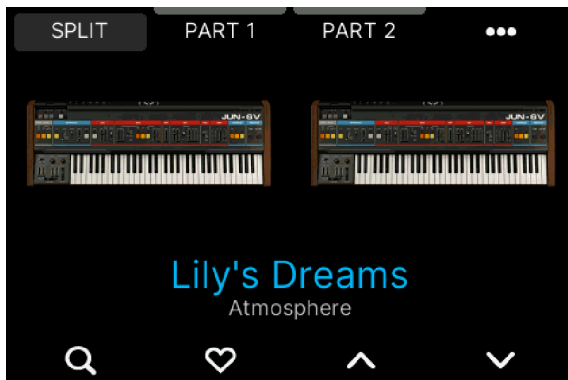 SPLIT PART 1 PART 2
JUN-6V JUN-6V
Lily's Dreams
Atmosphere